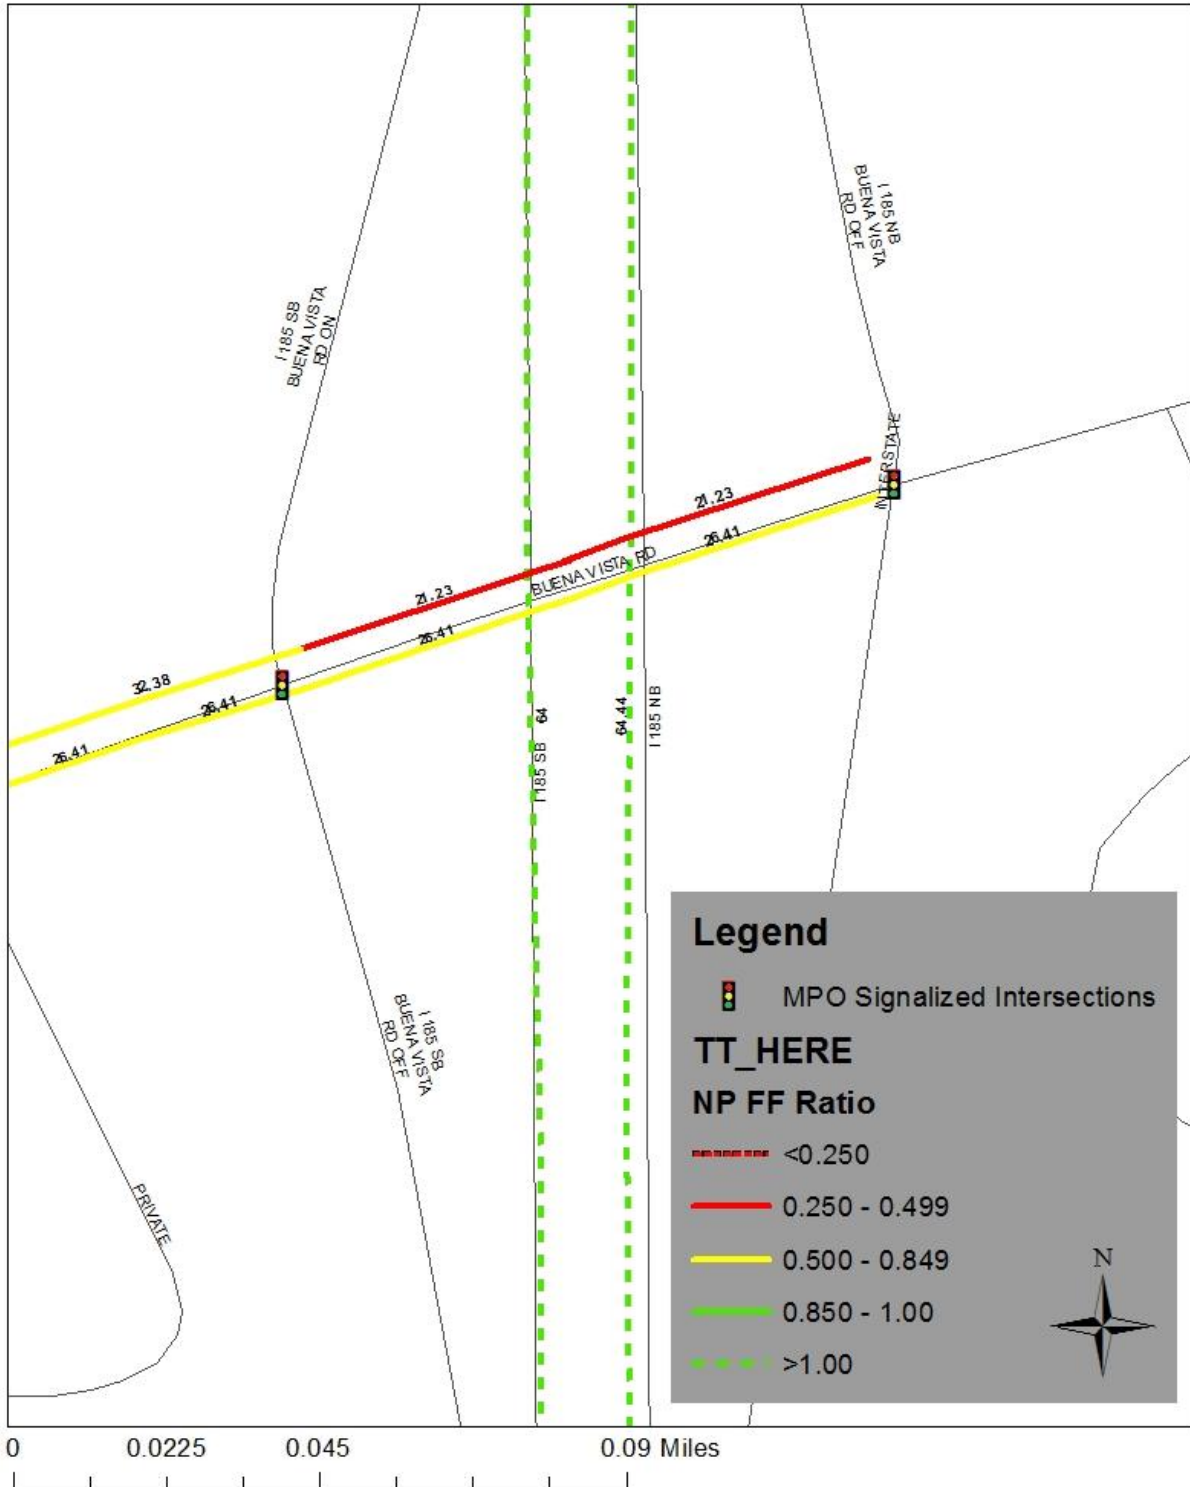 I 185 NB
BUENA VISTA
RD OFF
I 185 SB
BUENA VISTA
RD ON
INTERSTATE
21.23
26.41
BUENA VISTA RD
21.23
26.41
32.38
26.41
26.41
64
64.44
I 185 NB
I 185 SB
I 185 SB
BUENA VISTA
RD OFF
PRIVATE
Legend
MPO Signalized Intersections
TT_HERE
NP FF Ratio
<0.250
0.250 - 0.499
0.500 - 0.849
0.850 - 1.00
>1.00
N
0 0.0225 0.045 0.09 Miles